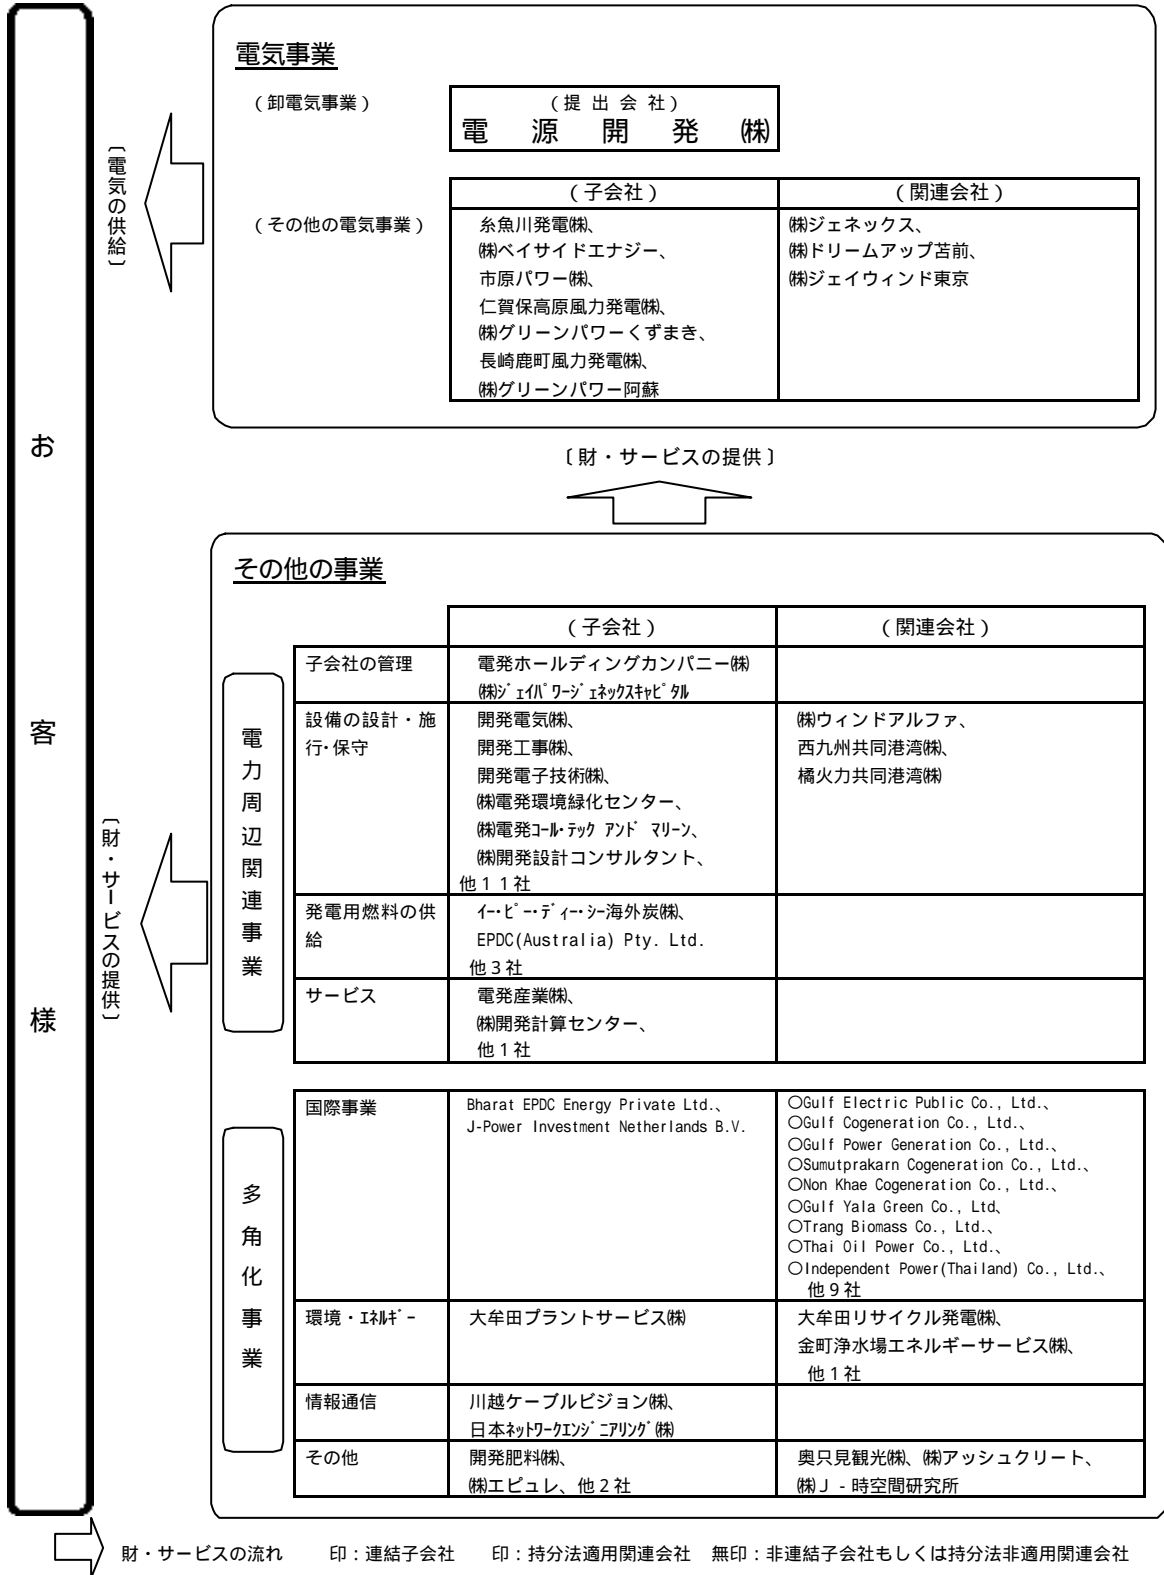 お客様
〔電気の供給〕
電気事業
(卸電気事業)
(提出会社)
電源開発㈱
(子会社)
(関連会社)
(その他の電気事業)
糸魚川発電㈱、
㈱ベイサイドエナジー、
市原パワー㈱、
仁賀保高原風力発電㈱、
㈱グリーンパワーくずまき、
長崎鹿町風力発電㈱、
㈱グリーンパワー阿蘇
㈱ジェネックス、
㈱ドリームアップ苫前、
㈱ジェイウィンド東京
〔財・サービスの提供〕
〔財・サービスの提供〕
その他の事業
(子会社)
(関連会社)
電力周辺関連事業
子会社の管理
電発ホールディングカンパニー㈱
㈱ジェイパワージェネックスキャピタル
設備の設計・施
行・保守
開発電気㈱、
開発工事㈱、
開発電子技術㈱、
㈱電発環境緑化センター、
㈱電発コール・テック アンド マリーン、
㈱開発設計コンサルタント、
他11社
㈱ウィンドアルファ、
西九州共同港湾㈱、
橘火力共同港湾㈱
発電用燃料の供
給
イー・ピー・ディー・シー海外炭㈱、
EPDC(Australia) Pty. Ltd.
他3社
サービス
電発産業㈱、
㈱開発計算センター、
他1社
多角化事業
国際事業
Bharat EPDC Energy Private Ltd.、
J-Power Investment Netherlands B.V.
○Gulf Electric Public Co., Ltd.、
○Gulf Cogeneration Co., Ltd.、
○Gulf Power Generation Co., Ltd.、
○Sumutprakarn Cogeneration Co., Ltd.、
○Non Khae Cogeneration Co., Ltd.、
○Gulf Yala Green Co., Ltd、
○Trang Biomass Co., Ltd.、
○Thai Oil Power Co., Ltd.、
○Independent Power(Thailand) Co., Ltd.、
他9社
環境・エネルギー
大牟田プラントサービス㈱
大牟田リサイクル発電㈱、
金町浄水場エネルギーサービス㈱、
他1社
情報通信
川越ケーブルビジョン㈱、
日本ネットワークエンジニアリング㈱
その他
開発肥料㈱、
㈱エピュレ、他2社
奥只見観光㈱、㈱アッシュクリート、
㈱J-時空間研究所
財・サービスの流れ 印:連結子会社 印:持分法適用関連会社 無印:非連結子会社もしくは持分法非適用関連会社